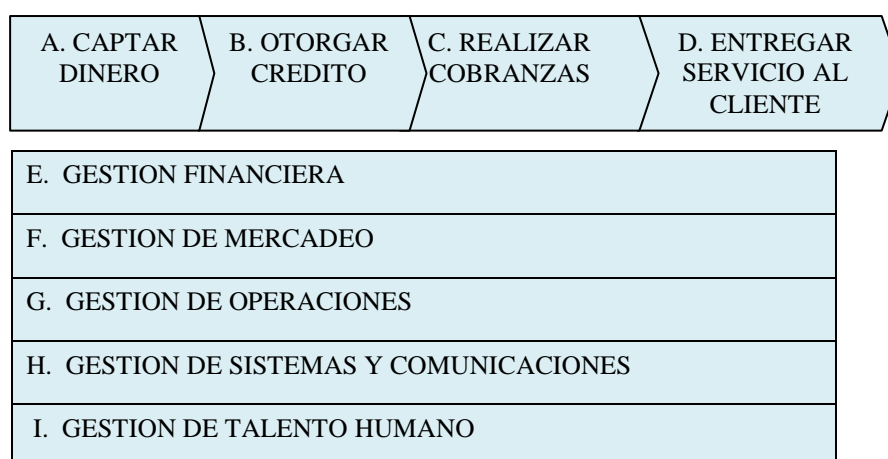 A. CAPTAR
DINERO
B. OTORGAR
CREDITO
C. REALIZAR
COBRANZAS
D. ENTREGAR
SERVICIO AL
CLIENTE
E. GESTION FINANCIERA
F. GESTION DE MERCADEO
G. GESTION DE OPERACIONES
H. GESTION DE SISTEMAS Y COMUNICACIONES
I. GESTION DE TALENTO HUMANO